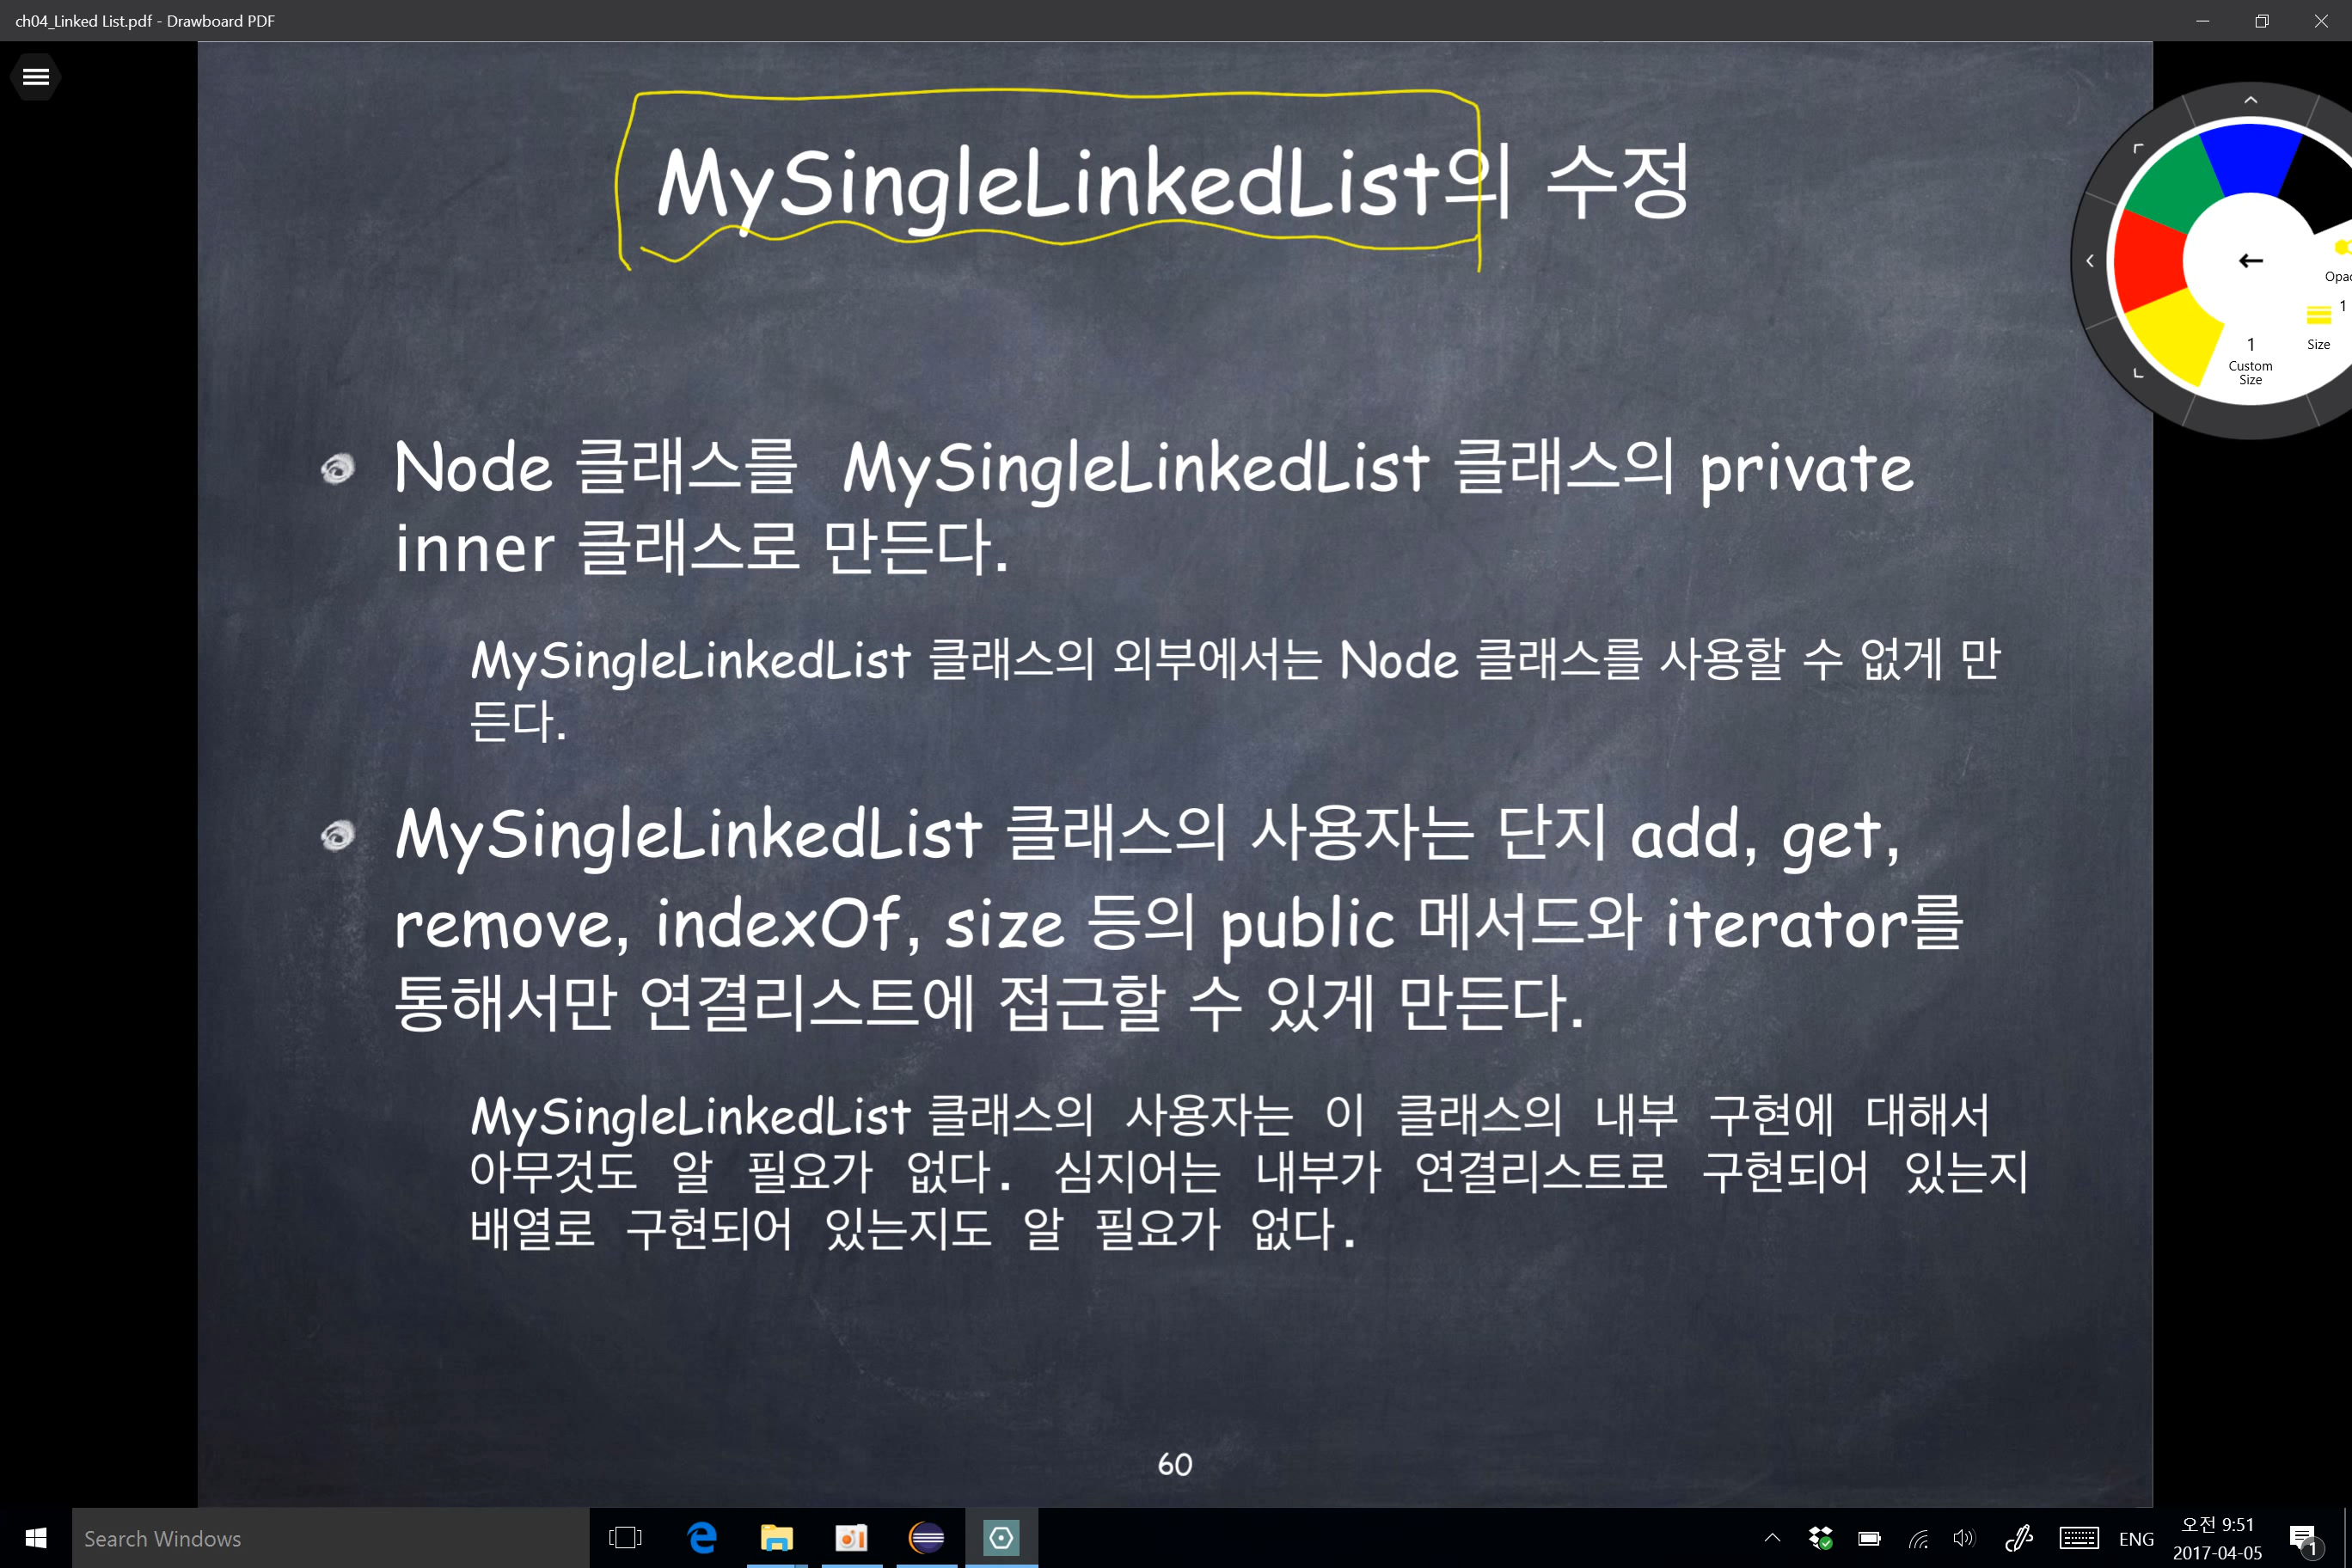 ch04_Linked List.pdf - Drawboard PDF
MySingleLinkedList의 수정
Node 클래스를 MySingleLinkedList 클래스의 private
inner 클래스로 만든다.
MySingleLinkedList 클래스의 외부에서는 Node 클래스를 사용할 수 없게 만
든다.
MySingleLinkedList 클래스의 사용자는 단지 add, get,
remove, indexOf, size 등의 public 메서드와 iterator를
통해서만 연결리스트에 접근할 수 있게 만든다.
MySingleLinkedList 클래스의 사용자는 이 클래스의 내부 구현에 대해서
아무것도 알 필요가 없다. 심지어는 내부가 연결리스트로 구현되어 있는지
배열로 구현되어 있는지도 알 필요가 없다.
60
Opac
1
Size
1
Custom
Size
Search Windows
ENG
오전 9:51
2017-04-05
1